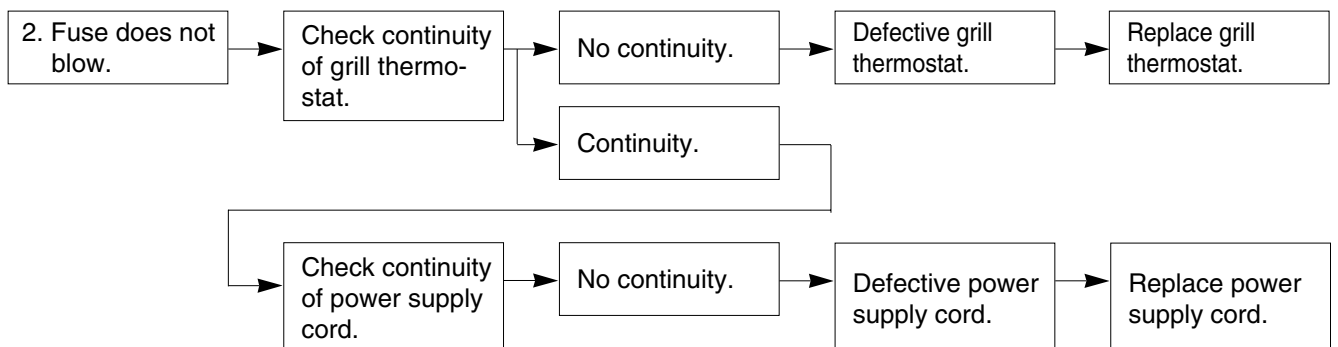 2. Fuse does not
blow.
Check continuity
of grill thermo-
stat.
No continuity.
Defective grill
thermostat.
Replace grill
thermostat.
Continuity.
Check continuity
of power supply
cord.
No continuity.
Defective power
supply cord.
Replace power
supply cord.